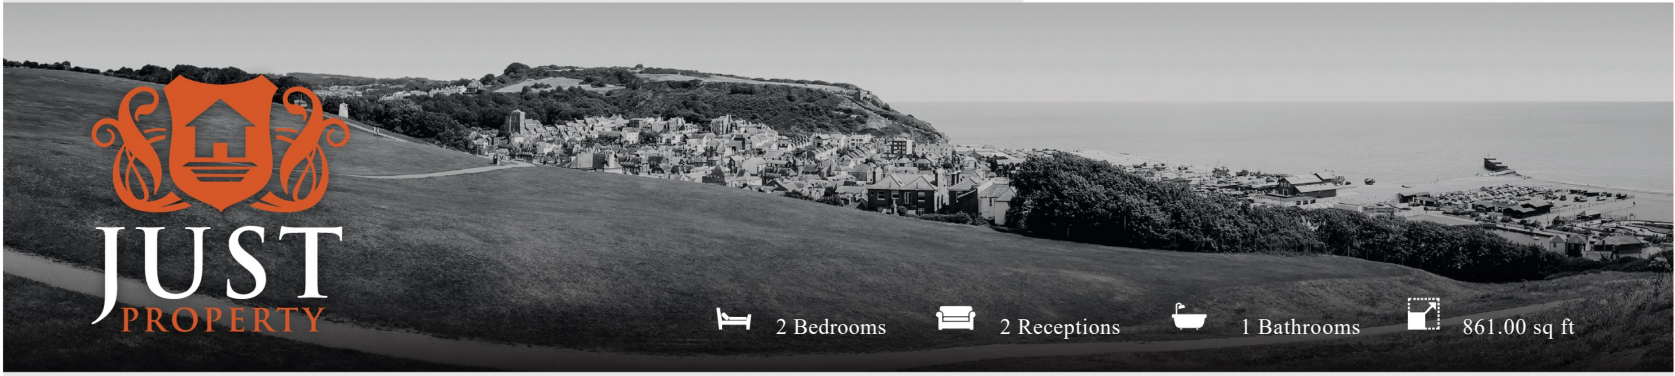 JUST
PROPERTY
2 Bedrooms
2 Receptions
1 Bathrooms
861.00 sq ft